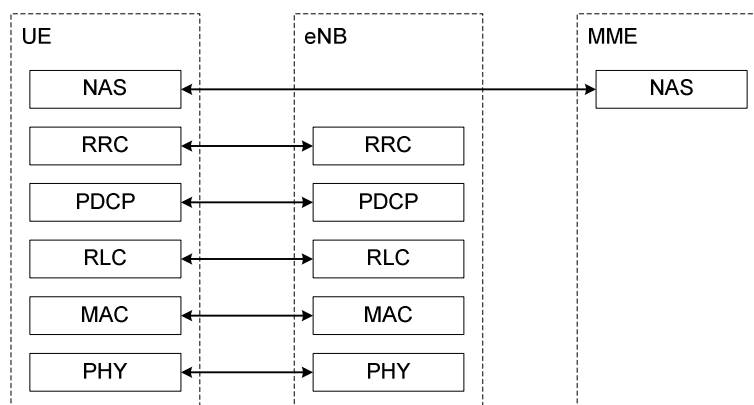 UE eNB MME
NAS NAS
RRC RRC
PDCP PDCP
RLC RLC
MAC MAC
PHY PHY